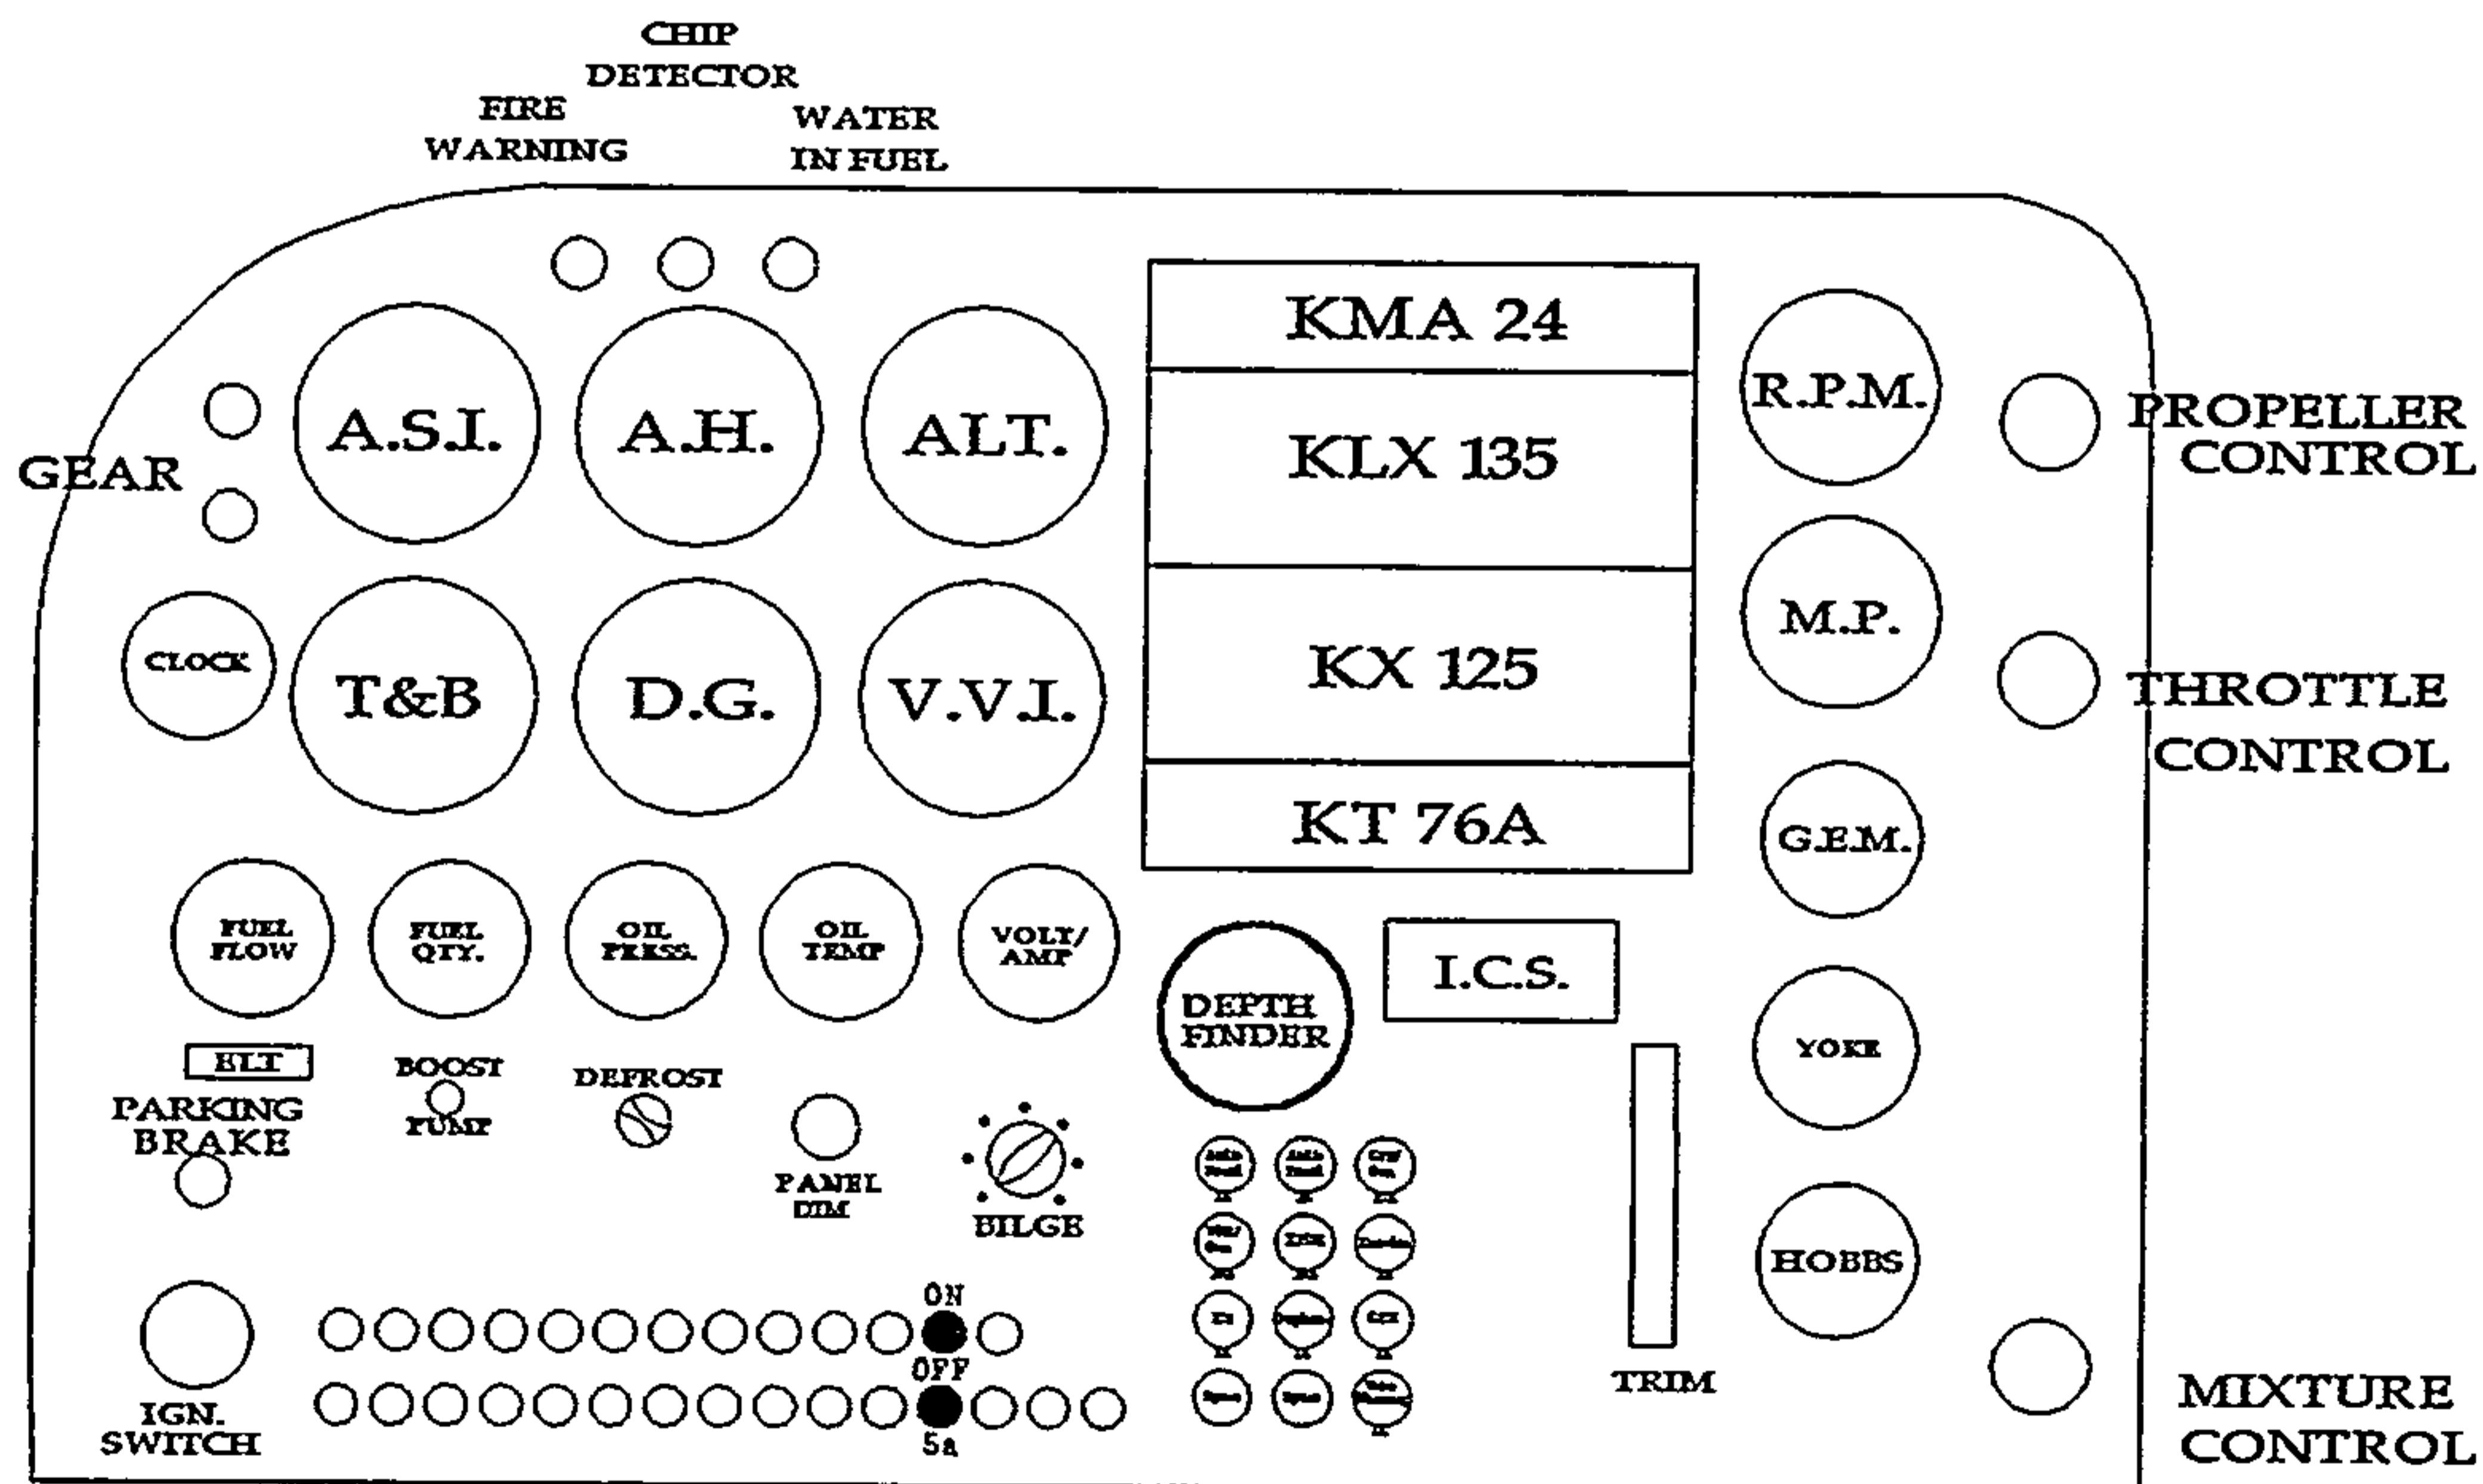 CHIP
DETECTOR
FIRE
WARNING
WATER
IN FUEL
KMA 24
R.P.M.
PROPELLER
CONTROL
A.S.I.
A.H.
ALT.
KLX 135
GEAR
M.P.
CLOCK
T&B
D.G.
V.V.I.
KX 125
THROTTLE
CONTROL
KT 76A
G.E.M.
FUEL
FLOW
FUEL
QTY.
OIL
PRESS.
OIL
TEMP
VOLT/
AMP
DEPTH
FINDER
I.C.S.
YOKE
ELT
BOOST
PUMP
DEFROST
PARKING
BRAKE
PANEL
DIM
BILGE
HOBBS
ON
OFF
5a
IGN.
SWITCH
TRIM
MIXTURE
CONTROL